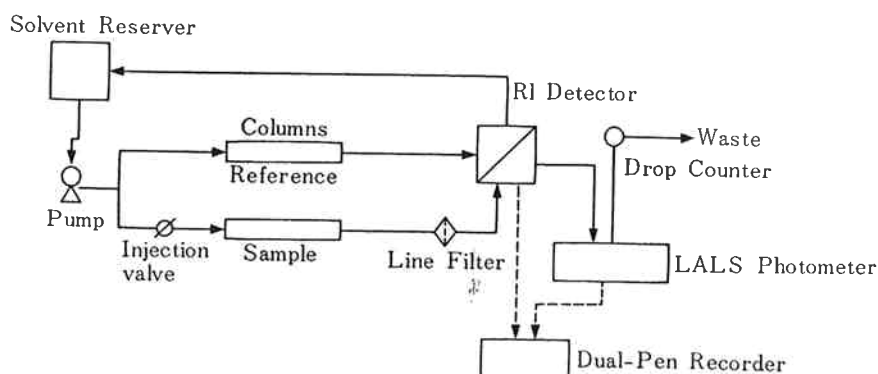 Solvent Reserver
RI Detector
Columns
Reference
Waste
Drop Counter
Pump
Injection
valve
Sample
Line Filter
LALS Photometer
Dual-Pen Recorder